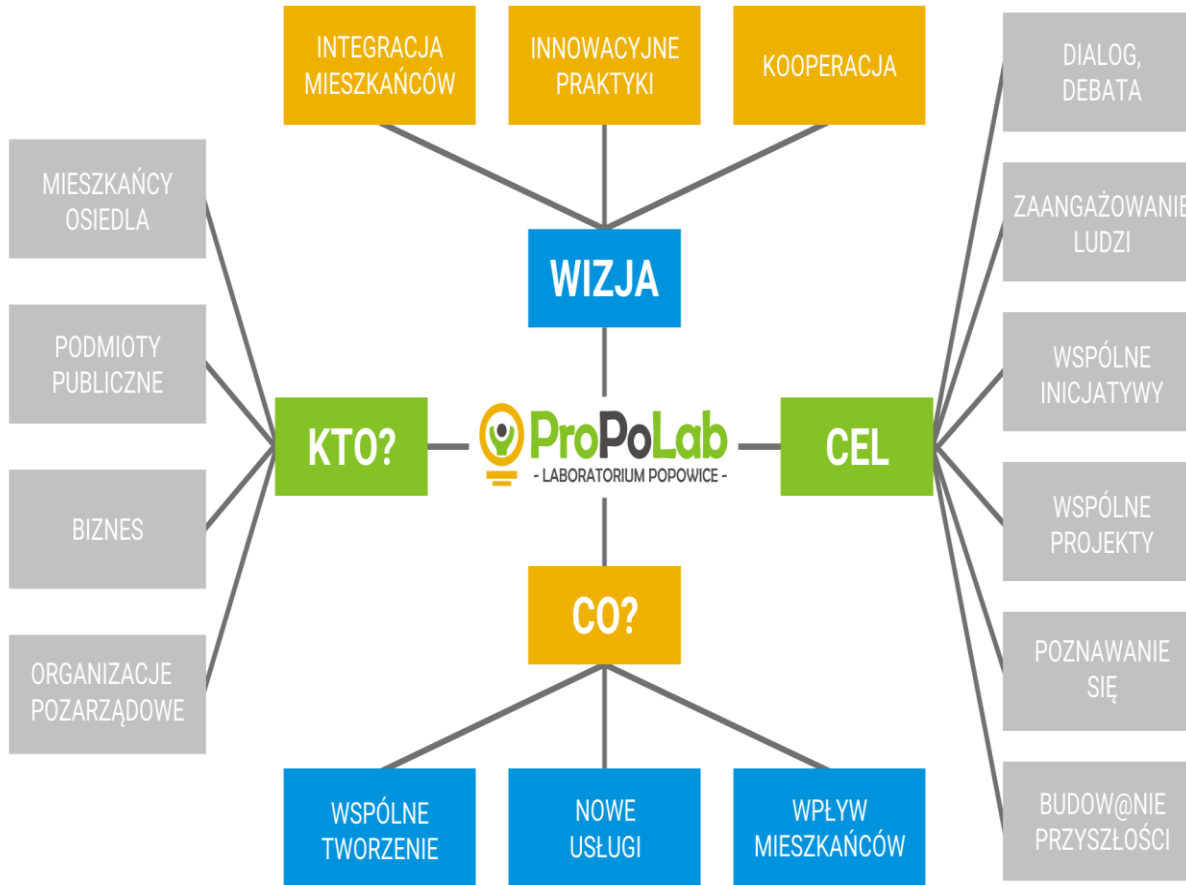 INTEGRACJA
MIESZKAŃCÓW
INNOWACYJNE
PRAKTYKI
KOOPERACJA
WIZJA
MIESZKAŃCY
OSIEDLA
PODMIOTY
PUBLICZNE
BIZNES
ORGANIZACJE
POZARZĄDOWE
KTO?
ProPoLab
- LABORATORIUM POPOWICE -
CEL
DIALOG,
DEBATA
ZAANGAŻOWANIE
LUDZI
WSPÓLNE
INICJATYWY
WSPÓLNE
PROJEKTY
POZNAWANIE
SIĘ
BUDOW@NIE
PRZYSZŁOŚCI
CO?
WSPÓLNE
TWORZENIE
NOWE
USŁUGI
WPŁYW
MIESZKAŃCÓW